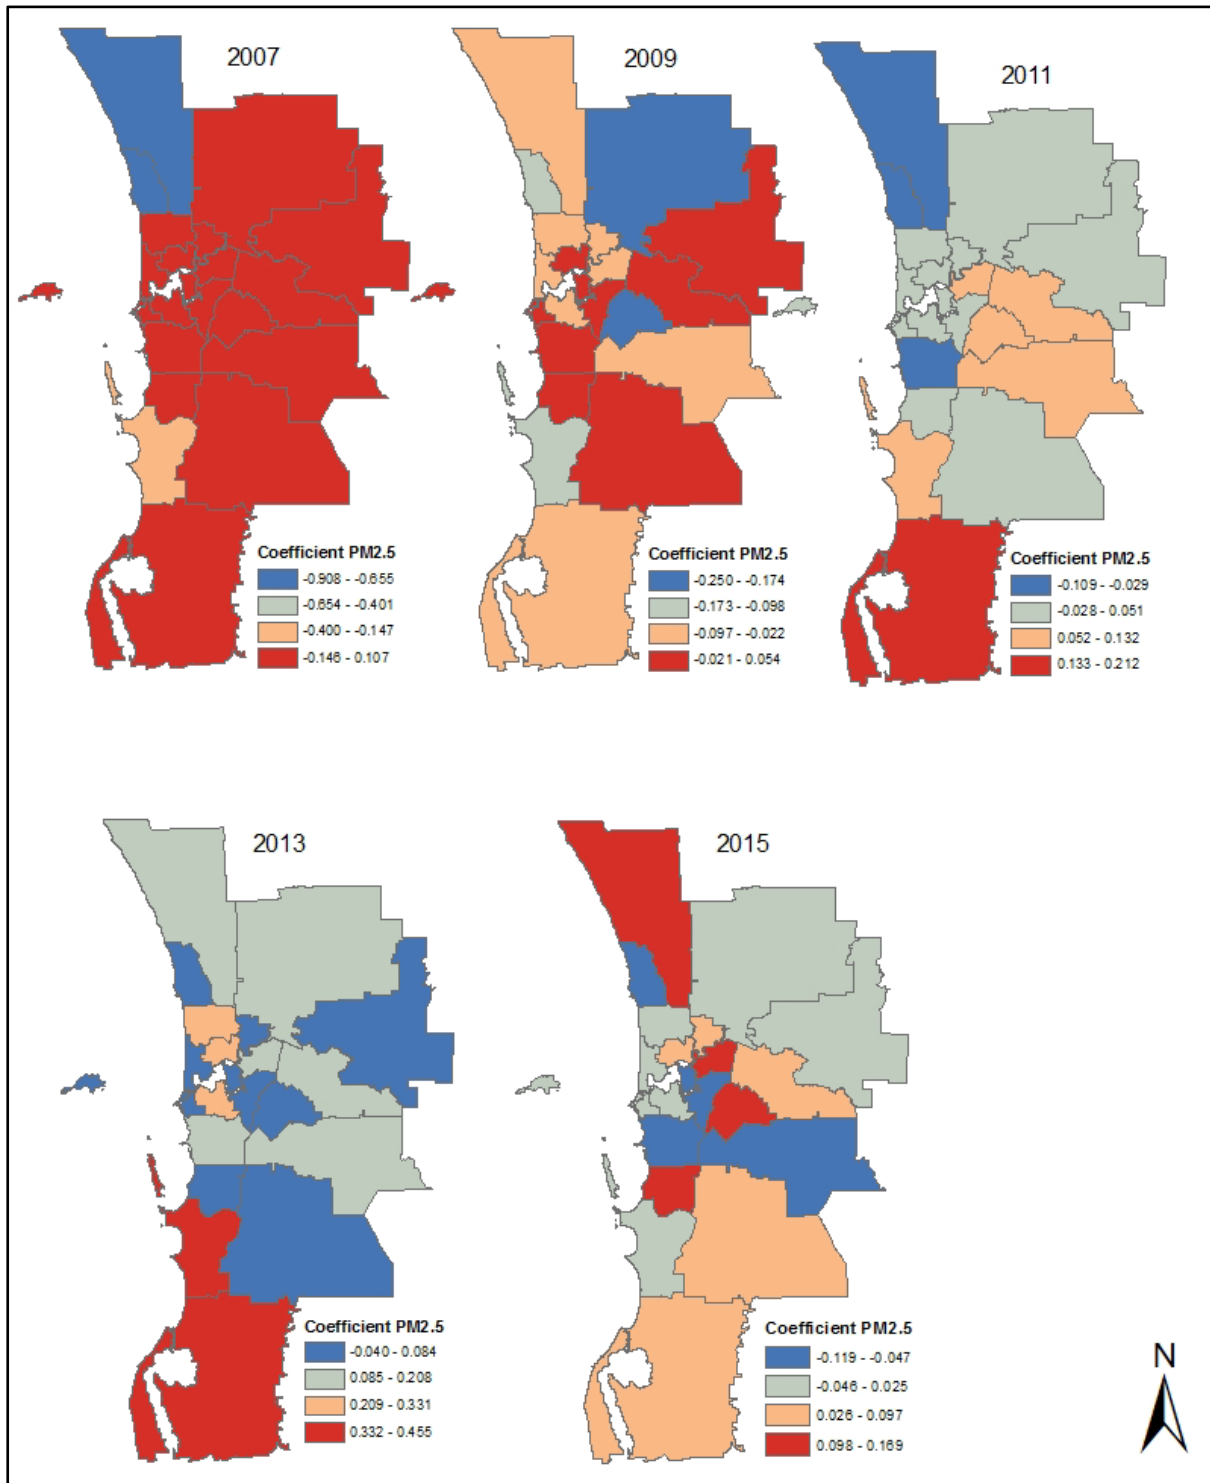 2007
2009
2011
Coefficient PM2.5
-0.908 - -0.655
-0.654 - -0.401
-0.400 - -0.147
-0.146 - 0.107
Coefficient PM2.5
-0.250 - -0.174
-0.173 - -0.098
-0.097 - -0.022
-0.021 - 0.054
Coefficient PM2.5
-0.109 - -0.029
-0.028 - 0.051
0.052 - 0.132
0.133 - 0.212
2013
2015
Coefficient PM2.5
-0.040 - 0.084
0.085 - 0.208
0.209 - 0.331
0.332 - 0.455
Coefficient PM2.5
-0.119 - -0.047
-0.046 - 0.025
0.026 - 0.097
0.098 - 0.169
N